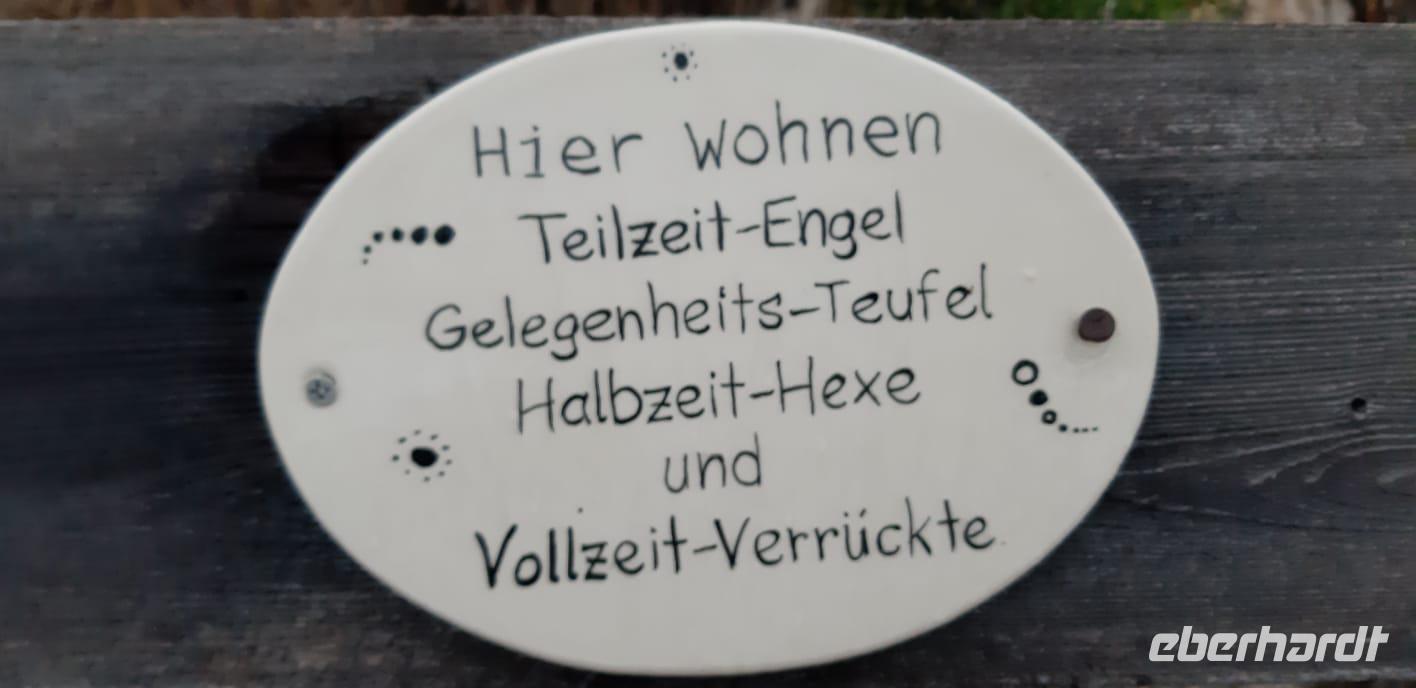 Hier wohnen
Teilzeit-Engel
Gelegenheits-Teufel
Halbzeit-Hexe
und
Vollzeit-Verrückte
eberhardt